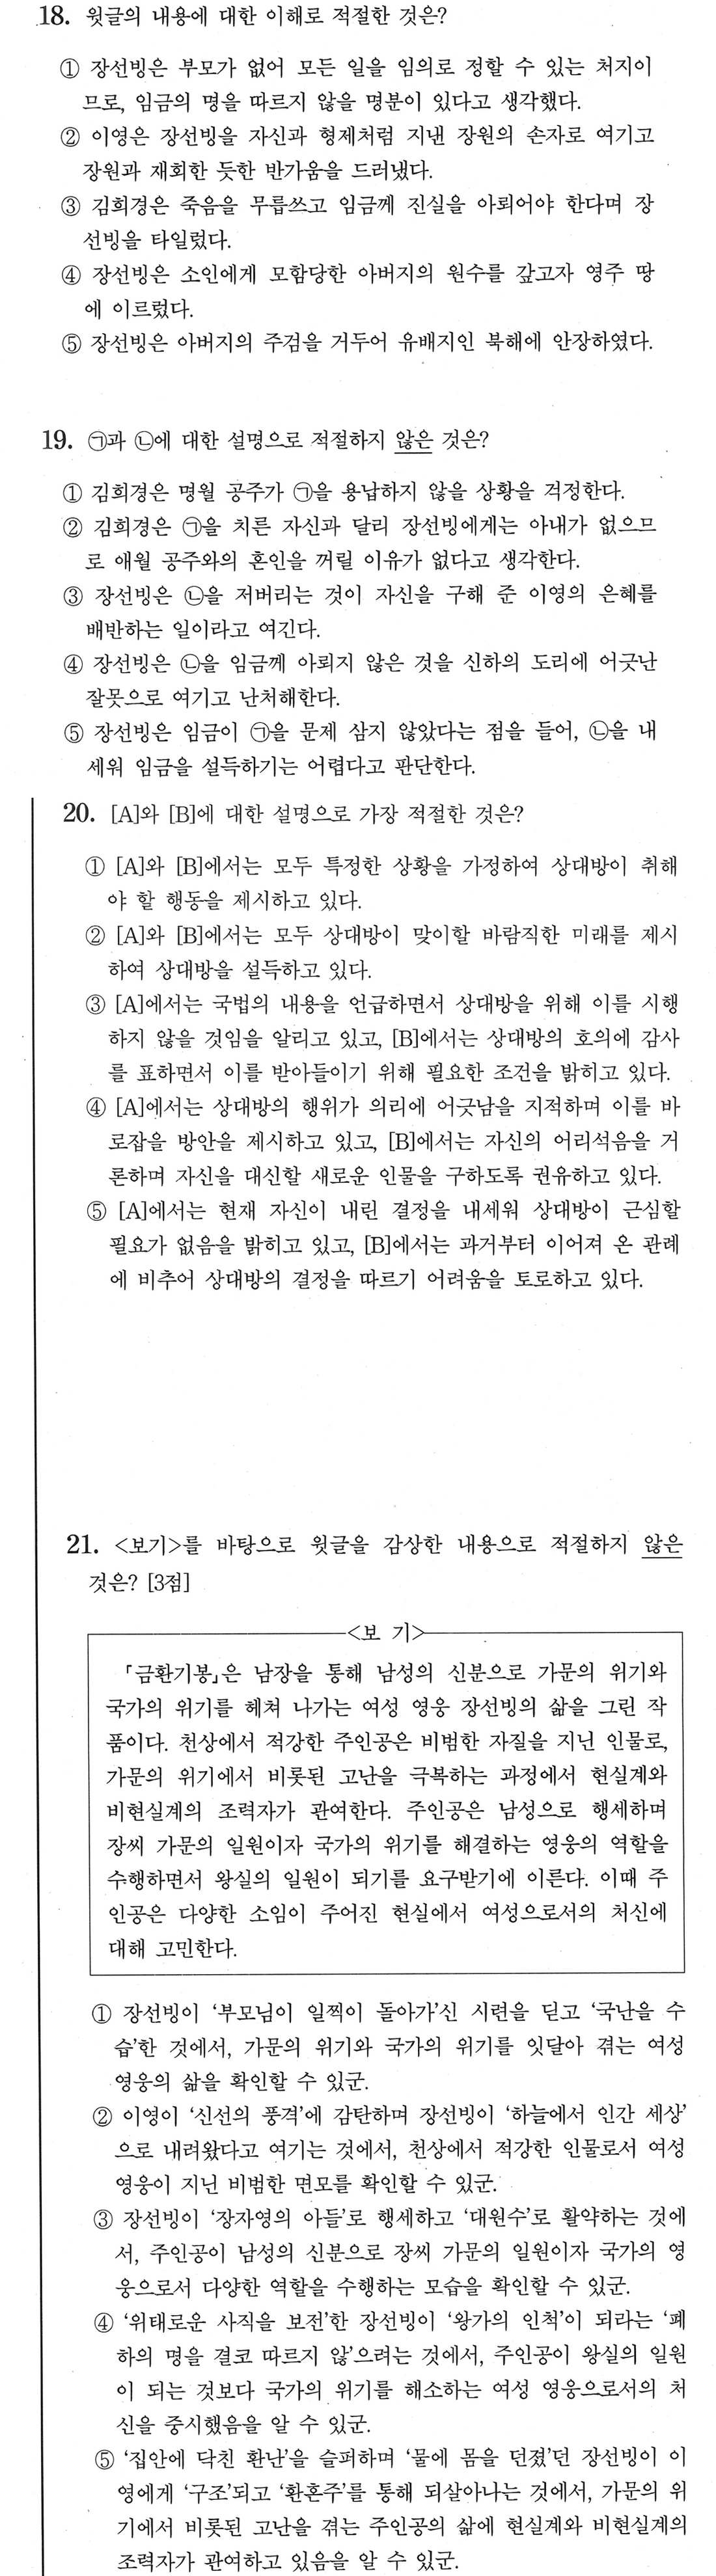 18. 윗글의 내용에 대한 이해로 적절한 것은?
① 장선빙은 부모가 없어 모든 일을 임의로 정할 수 있는 처지이
므로, 임금의 명을 따르지 않을 명분이 있다고 생각했다.
② 이영은 장선빙을 자신과 형제처럼 지낸 장원의 손자로 여기고
장원과 재회한 듯한 반가움을 드러냈다.
③ 김희경은 죽음을 무릅쓰고 임금께 진실을 아뢰어야 한다며 장
선빙을 타일렀다.
④ 장선빙은 소인에게 모함당한 아버지의 원수를 갚고자 영주 땅
에 이르렀다.
⑤ 장선빙은 아버지의 주검을 거두어 유배지인 북해에 안장하였다.
19. ㉠과 ㉡에 대한 설명으로 적절하지 않은 것은?
① 김희경은 명월 공주가 ㉠을 용납하지 않을 상황을 걱정한다.
② 김희경은 ㉠을 치른 자신과 달리 장선빙에게는 아내가 없으므
로 애월 공주와의 혼인을 꺼릴 이유가 없다고 생각한다.
③ 장선빙은 ㉡을 저버리는 것이 자신을 구해 준 이영의 은혜를
배반하는 일이라고 여긴다.
④ 장선빙은 ㉡을 임금께 아뢰지 않은 것을 신하의 도리에 어긋난
잘못으로 여기고 난처해한다.
⑤ 장선빙은 임금이 ㉠을 문제 삼지 않았다는 점을 들어, ㉡을 내
세워 임금을 설득하기는 어렵다고 판단한다.
20. [A]와 [B]에 대한 설명으로 가장 적절한 것은?
① [A]와 [B]에서는 모두 특정한 상황을 가정하여 상대방이 취해
야 할 행동을 제시하고 있다.
② [A]와 [B]에서는 모두 상대방이 맞이할 바람직한 미래를 제시
하여 상대방을 설득하고 있다.
③ [A]에서는 국법의 내용을 언급하면서 상대방을 위해 이를 시행
하지 않을 것임을 알리고 있고, [B]에서는 상대방의 호의에 감사
를 표하면서 이를 받아들이기 위해 필요한 조건을 밝히고 있다.
④ [A]에서는 상대방의 행위가 의리에 어긋남을 지적하며 이를 바
로잡을 방안을 제시하고 있고, [B]에서는 자신의 어리석음을 거
론하며 자신을 대신할 새로운 인물을 구하도록 권유하고 있다.
⑤ [A]에서는 현재 자신이 내린 결정을 내세워 상대방이 근심할
필요가 없음을 밝히고 있고, [B]에서는 과거부터 이어져 온 관례
에 비추어 상대방의 결정을 따르기 어려움을 토로하고 있다.
21. <보기>를 바탕으로 윗글을 감상한 내용으로 적절하지 않은
것은? [3점]
<보 기>
「금환기봉」은 남장을 통해 남성의 신분으로 가문의 위기와
국가의 위기를 헤쳐 나가는 여성 영웅 장선빙의 삶을 그린 작
품이다. 천상에서 적강한 주인공은 비범한 자질을 지닌 인물로,
가문의 위기에서 비롯된 고난을 극복하는 과정에서 현실계와
비현실계의 조력자가 관여한다. 주인공은 남성으로 행세하며
장씨 가문의 일원이자 국가의 위기를 해결하는 영웅의 역할을
수행하면서 왕실의 일원이 되기를 요구받기에 이른다. 이때 주
인공은 다양한 소임이 주어진 현실에서 여성으로서의 처신에
대해 고민한다.
① 장선빙이 ‘부모님이 일찍이 돌아가’신 시련을 딛고 ‘국난을 수
습’한 것에서, 가문의 위기와 국가의 위기를 잇달아 겪는 여성
영웅의 삶을 확인할 수 있군.
② 이영이 ‘신선의 풍격’에 감탄하며 장선빙이 ‘하늘에서 인간 세상’
으로 내려왔다고 여기는 것에서, 천상에서 적강한 인물로서 여성
영웅이 지닌 비범한 면모를 확인할 수 있군.
③ 장선빙이 ‘장자영의 아들’로 행세하고 ‘대원수’로 활약하는 것에
서, 주인공이 남성의 신분으로 장씨 가문의 일원이자 국가의 영
웅으로서 다양한 역할을 수행하는 모습을 확인할 수 있군.
④ ‘위태로운 사직을 보전’한 장선빙이 ‘왕가의 인척’이 되라는 ‘폐
하의 명을 결코 따르지 않’으려는 것에서, 주인공이 왕실의 일원
이 되는 것보다 국가의 위기를 해소하는 여성 영웅으로서의 처
신을 중시했음을 알 수 있군.
⑤ ‘집안에 닥친 환난’을 슬퍼하며 ‘물에 몸을 던졌’던 장선빙이 이
영에게 ‘구조’되고 ‘환혼주’를 통해 되살아나는 것에서, 가문의 위
기에서 비롯된 고난을 겪는 주인공의 삶에 현실계와 비현실계의
조력자가 관여하고 있음을 알 수 있군.